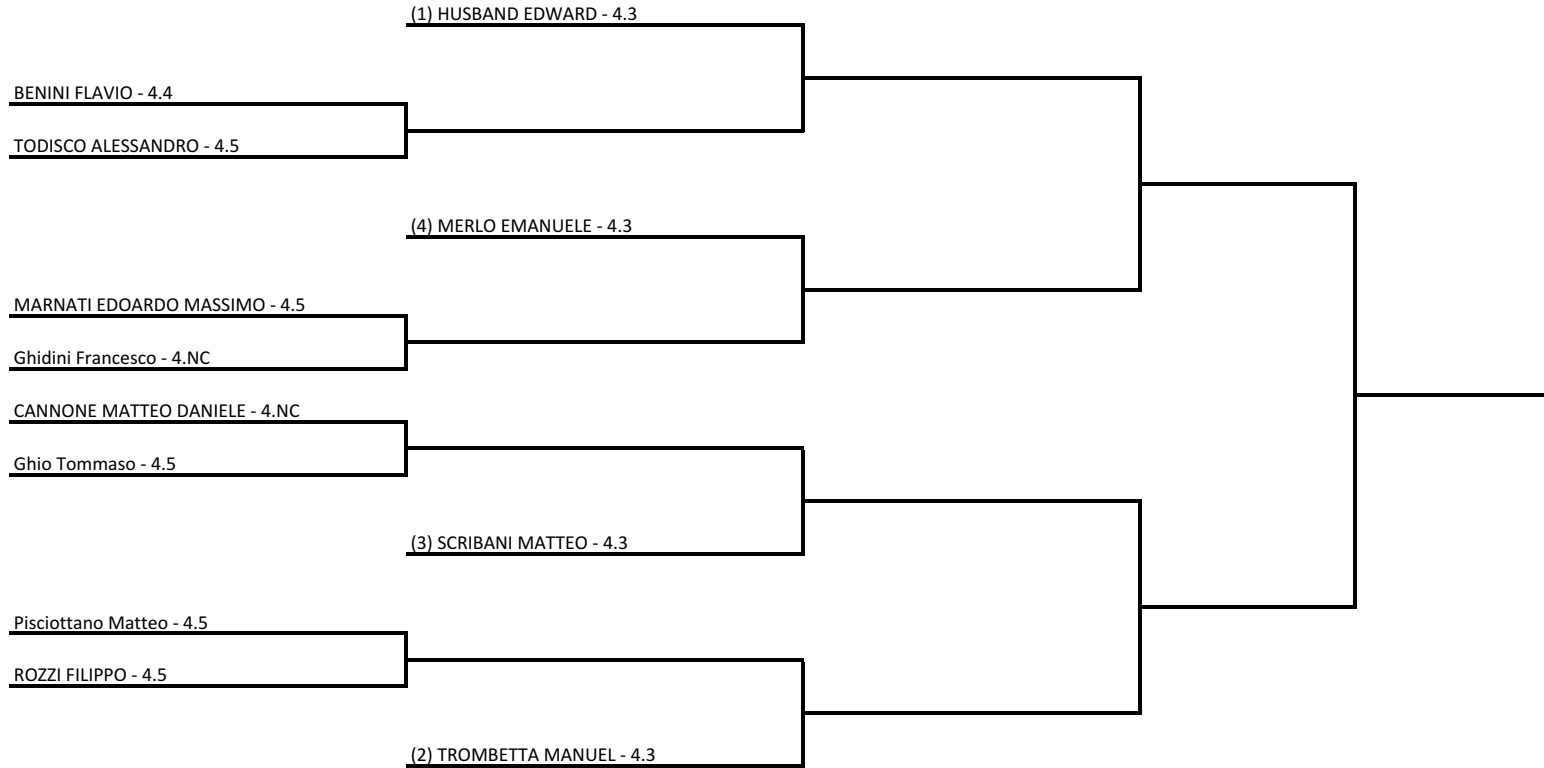 (1) HUSBAND EDWARD - 4.3
BENINI FLAVIO - 4.4
TODISCO ALESSANDRO - 4.5
(4) MERLO EMANUELE - 4.3
MARNATI EDOARDO MASSIMO - 4.5
Ghidini Francesco - 4.NC
CANNONE MATTEO DANIELE - 4.NC
Ghio Tommaso - 4.5
(3) SCRIBANI MATTEO - 4.3
Pisciottano Matteo - 4.5
ROZZI FILIPPO - 4.5
(2) TROMBETTA MANUEL - 4.3